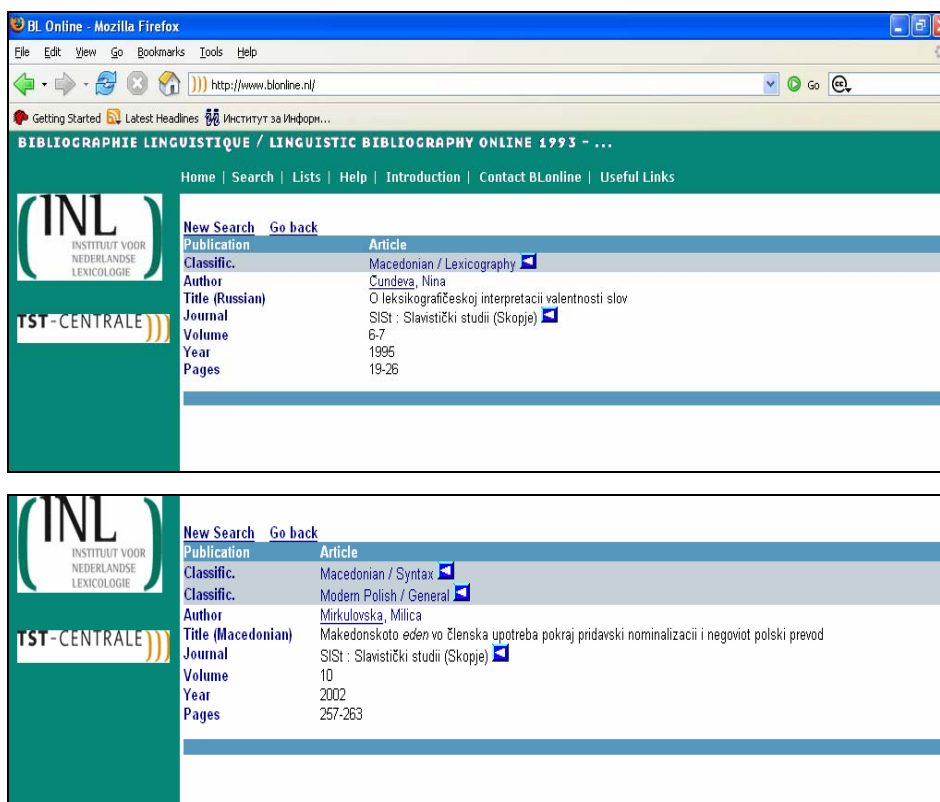 BL Online - Mozilla Firefox
File Edit View Go Bookmarks Tools Help
))) http://www.blonline.nl/ Go cc
Getting Started Latest Headlines Институт за Информ...
BIBLIOGRAPHIE LINGUISTIQUE / LINGUISTIC BIBLIOGRAPHY ONLINE 1993 - ...
Home | Search | Lists | Help | Introduction | Contact BLonline | Useful Links
(INL)
INSTITUUT VOOR
NEDERLANDSE
LEXICOLOGIE
TST-CENTRALE)))
New Search Go back
Publication Article
Classific. Macedonian / Lexicography
Author Čundeva, Nina
Title (Russian) O leksikografičeskoj interpretacii valentnosti slov
Journal SlSt : Slavistički studii (Skopje)
Volume 6-7
Year 1995
Pages 19-26
(INL)
INSTITUUT VOOR
NEDERLANDSE
LEXICOLOGIE
TST-CENTRALE)))
New Search Go back
Publication Article
Classific. Macedonian / Syntax
Classific. Modern Polish / General
Author Mirkulovska, Milica
Title (Macedonian) Makedonskoto eden vo členska upotreba pokraj pridavski nominalizacii i negoviot polski prevod
Journal SlSt : Slavistički studii (Skopje)
Volume 10
Year 2002
Pages 257-263